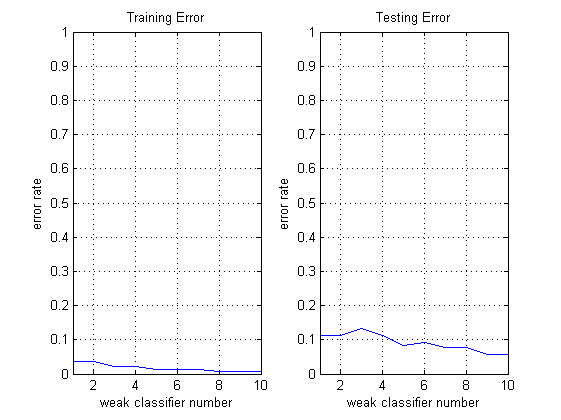 Training Error
1
0.9
0.8
0.7
0.6
0.5
0.4
0.3
0.2
0.1
0
error rate
2 4 6 8 10
weak classifier number
Testing Error
1
0.9
0.8
0.7
0.6
0.5
0.4
0.3
0.2
0.1
0
error rate
2 4 6 8 10
weak classifier number